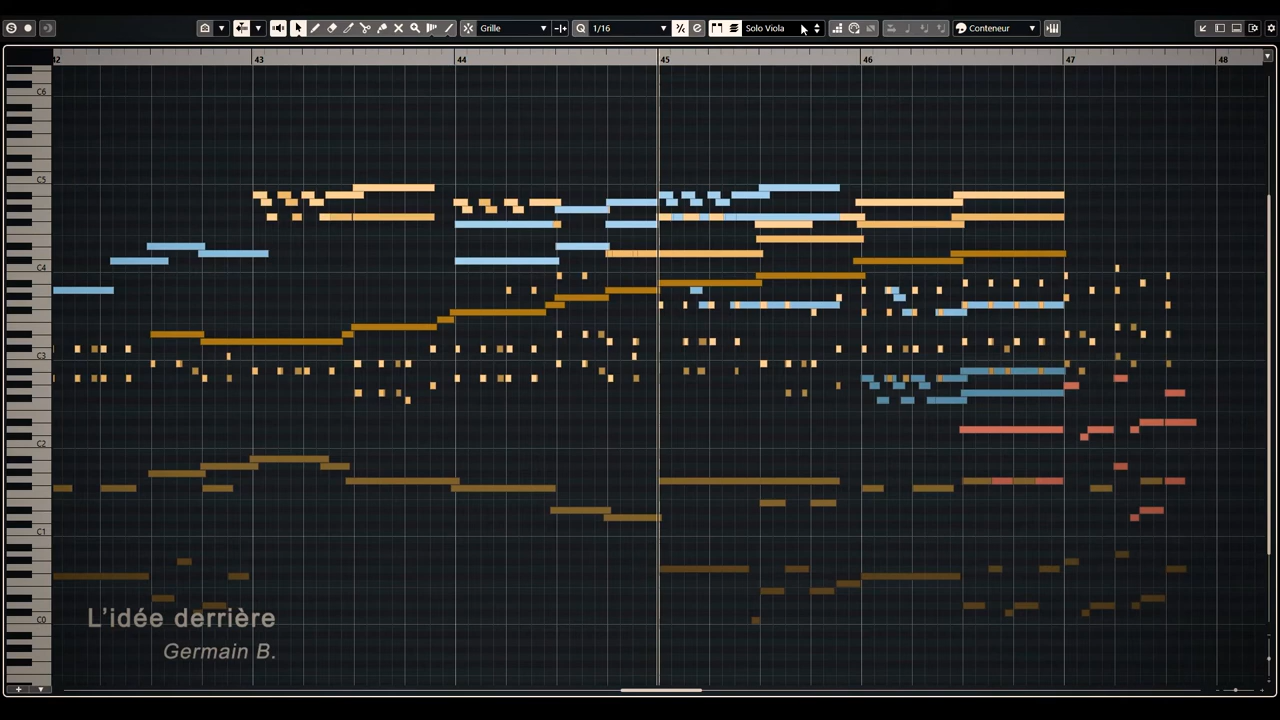 Grille
Q 1/16
Solo Viola
Conteneur
42 43 44 45 46 47 48
C6
C5
C4
C3
C2
C1
C0
L'idée derrière
Germain B.